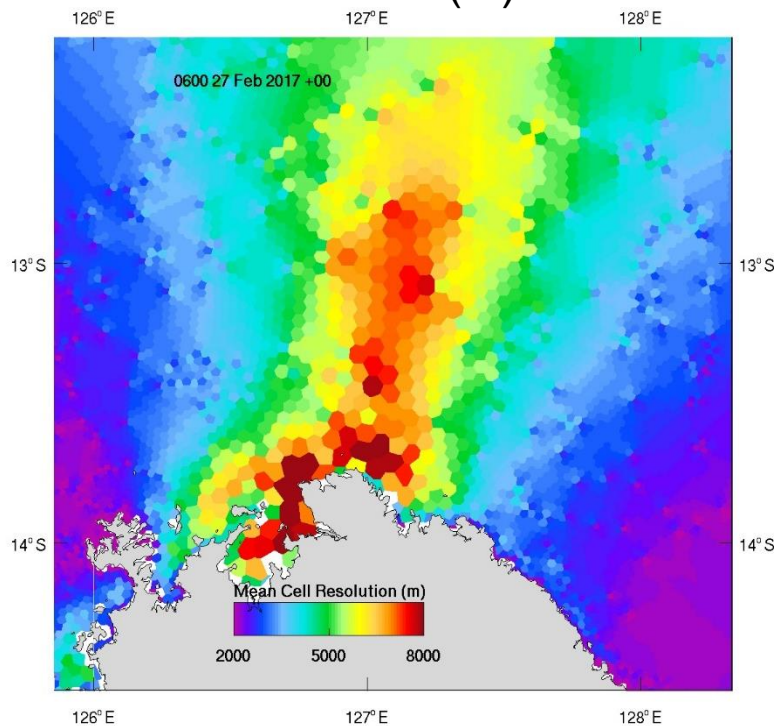 126° E 127° E 128° E
0600 27 Feb 2017 +00
13° S 13° S
14° S 14° S
Mean Cell Resolution (m)
2000 5000 8000
126° E 127° E 128° E